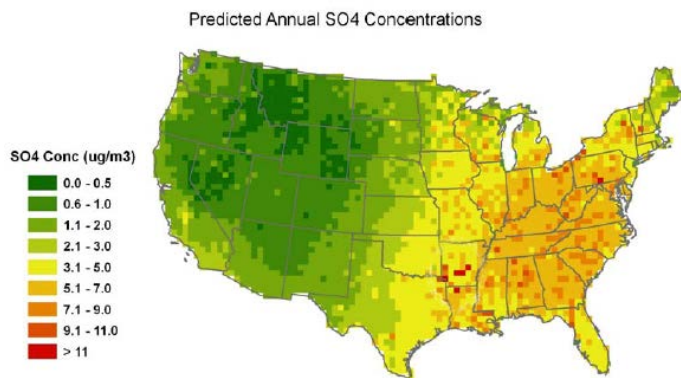 Predicted Annual SO4 Concentrations
SO4 Conc (ug/m3)
0.0 - 0.5
0.6 - 1.0
1.1 - 2.0
2.1 - 3.0
3.1 - 5.0
5.1 - 7.0
7.1 - 9.0
9.1 - 11.0
> 11